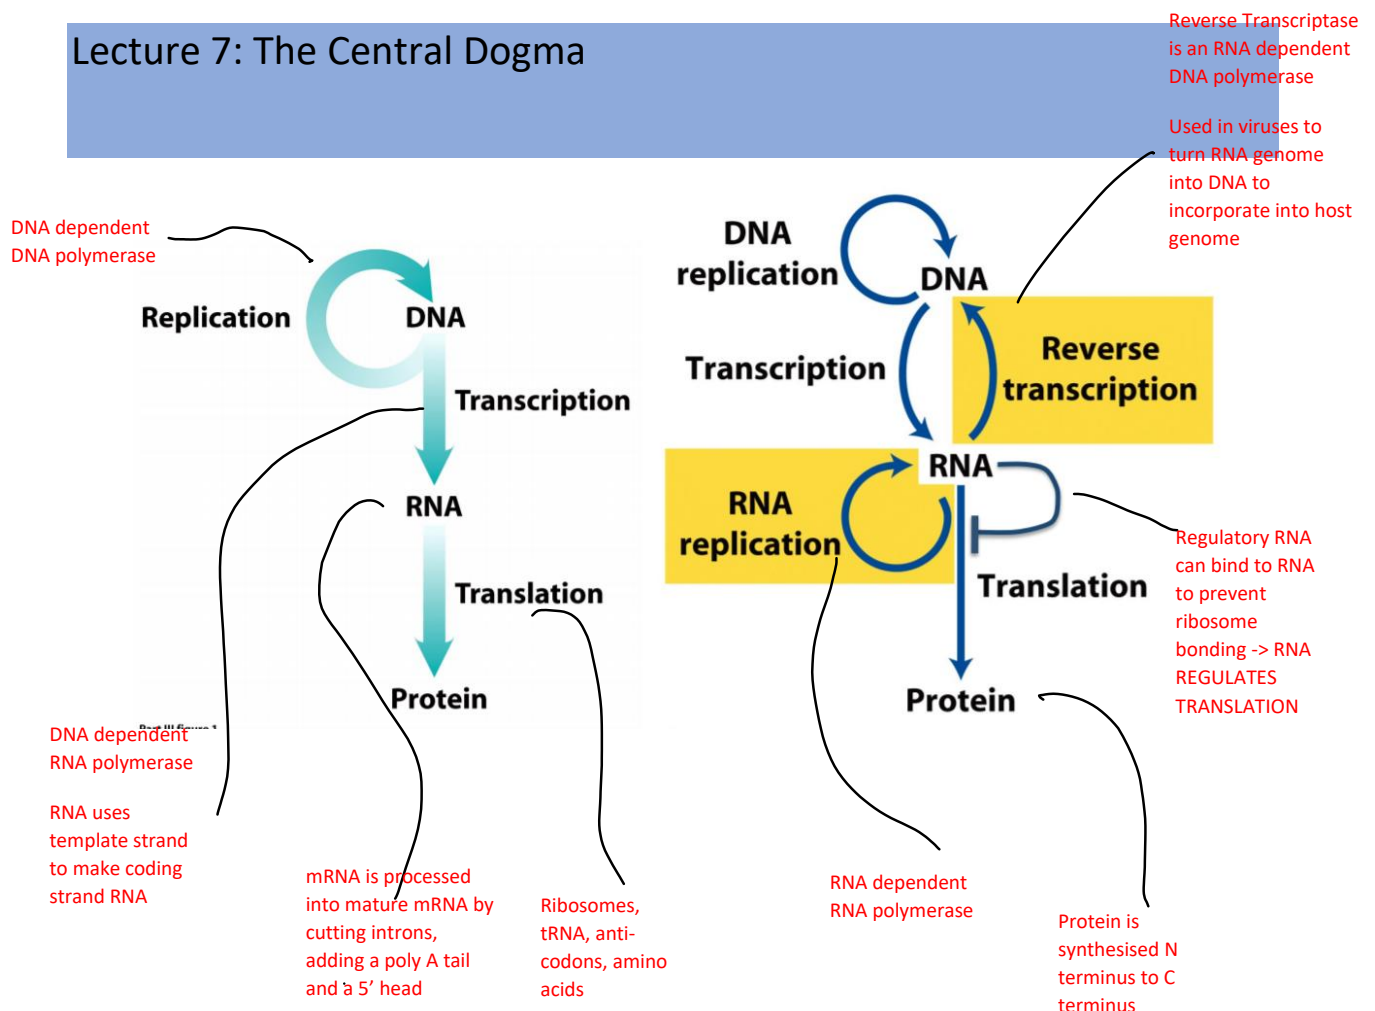 Lecture 7: The Central Dogma
Reverse Transcriptase
is an RNA dependent
DNA polymerase
Used in viruses to
turn RNA genome
into DNA to
incorporate into host
genome
DNA dependent
DNA polymerase
Replication
DNA
Transcription
RNA
Translation
Protein
Part III figure 1
DNA dependent
RNA polymerase
RNA uses
template strand
to make coding
strand RNA
mRNA is processed
into mature mRNA by
cutting introns,
adding a poly A tail
and a 5' head
Ribosomes,
tRNA, anti-
codons, amino
acids
DNA
replication
DNA
Transcription
Reverse
transcription
RNA
RNA
replication
Translation
Protein
Regulatory RNA
can bind to RNA
to prevent
ribosome
bonding -> RNA
REGULATES
TRANSLATION
RNA dependent
RNA polymerase
Protein is
synthesised N
terminus to C
terminus